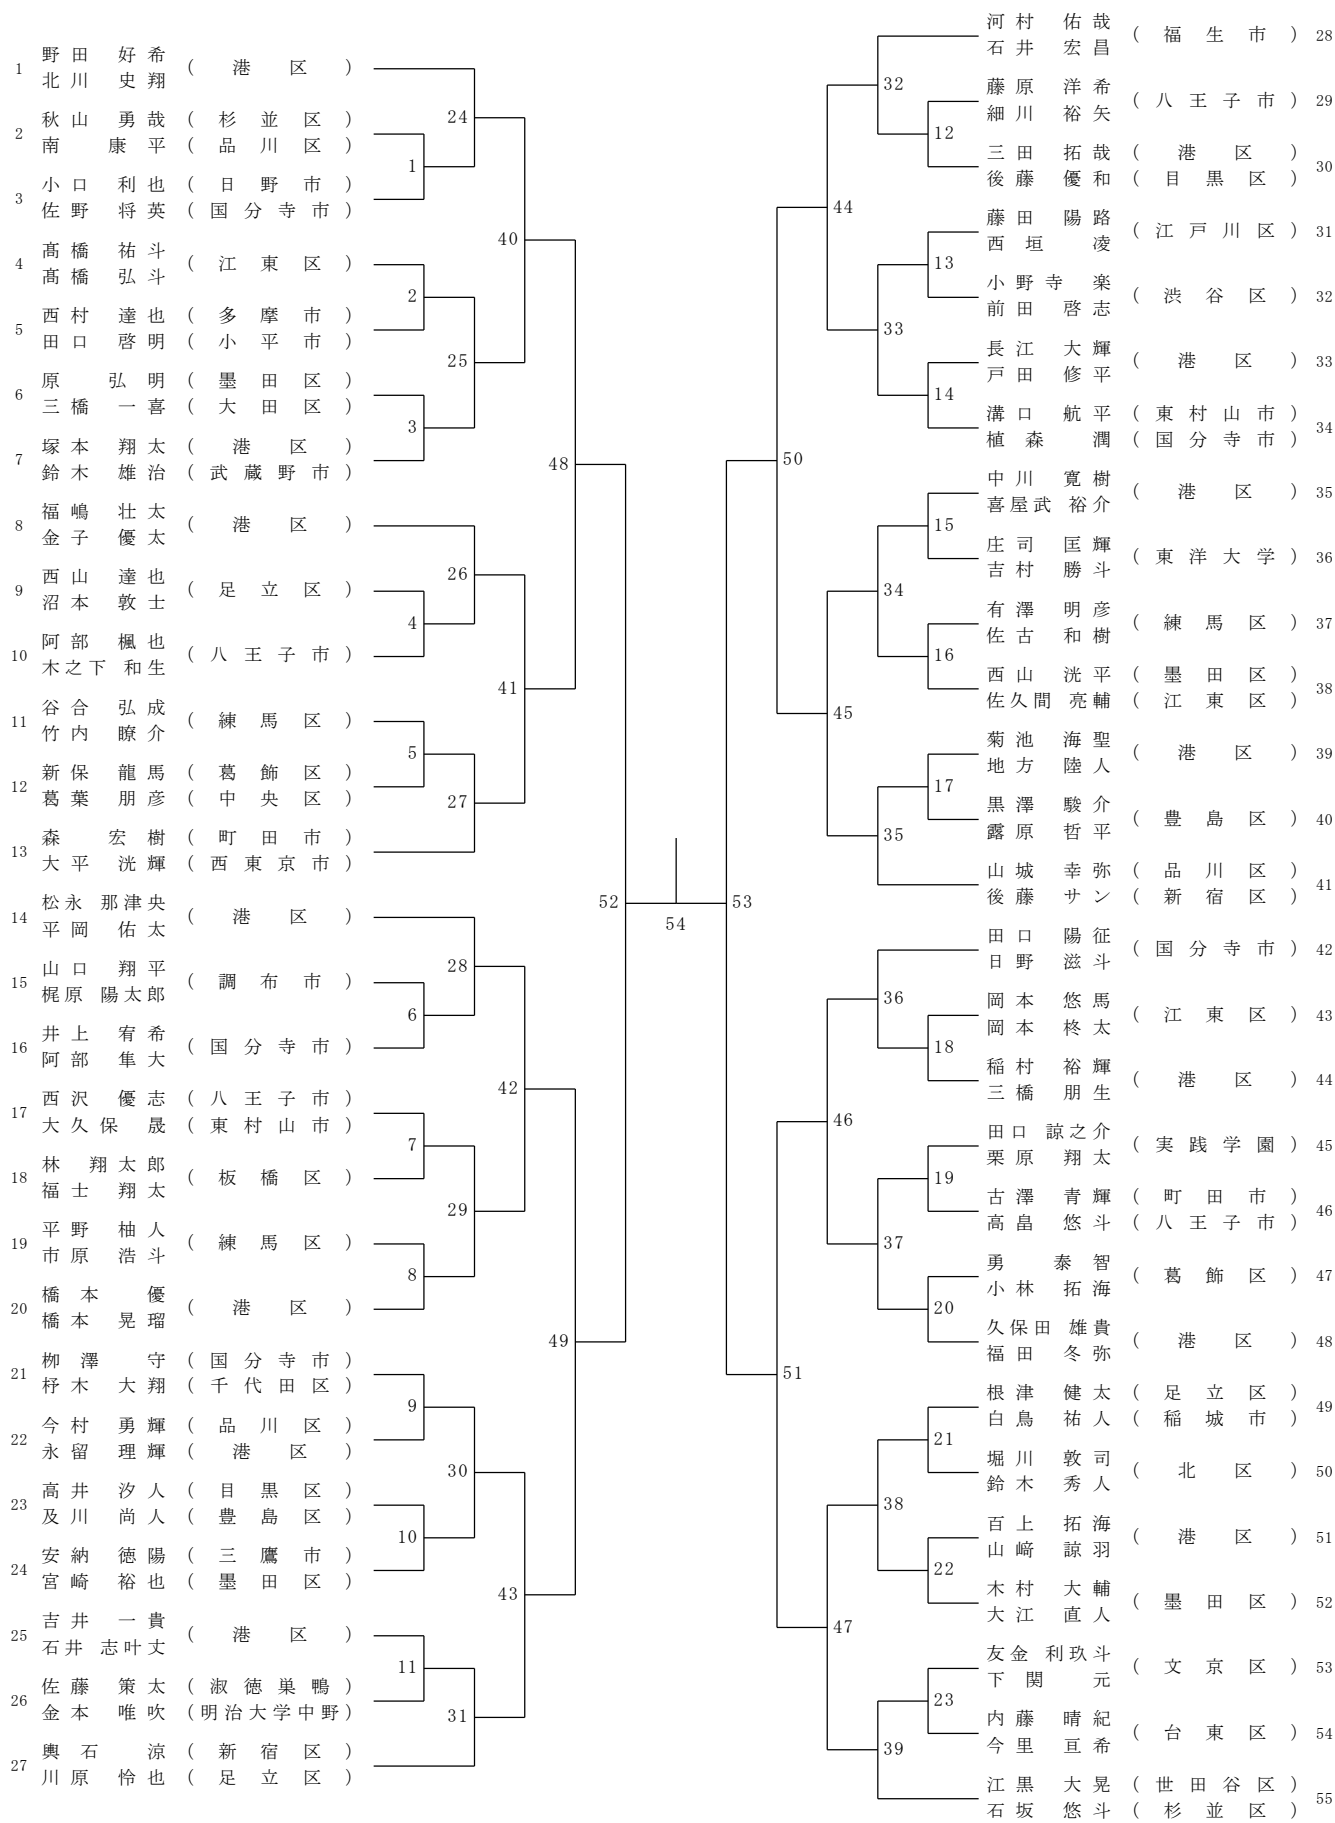 1 野田 好希 (港区)
北川 史翔
2 秋山 勇哉 (杉並区)
南 康平 (品川区)
3 小口 利也 (日野市)
佐野 将英 (国分寺市)
4 髙橋 祐斗 (江東区)
髙橋 弘斗
5 西村 達也 (多摩市)
田口 啓明 (小平市)
6 原 弘明 (墨田区)
三橋 一喜 (大田区)
7 塚本 翔太 (港区)
鈴木 雄治 (武蔵野市)
8 福嶋 壮太 (港区)
金子 優太
9 西山 達也 (足立区)
沼本 敦士
10 阿部 楓也 (八王子市)
木之下 和生
11 谷合 弘成 (練馬区)
竹内 瞭介
12 新保 龍馬 (葛飾区)
葛葉 朋彦 (中央区)
13 森 宏樹 (町田市)
大平 洸輝 (西東京市)
14 松永 那津央 (港区)
平岡 佑太
15 山口 翔平 (調布市)
梶原 陽太郎
16 井上 宥希 (国分寺市)
阿部 隼大
17 西沢 優志 (八王子市)
大久保 晟 (東村山市)
18 林 翔太郎 (板橋区)
福士 翔太
19 平野 柚人 (練馬区)
市原 浩斗
20 橋本 優 (港区)
橋本 晃瑠
21 栁澤 守 (国分寺市)
杼木 大翔 (千代田区)
22 今村 勇輝 (品川区)
永留 理輝 (港区)
23 高井 汐人 (目黒区)
及川 尚人 (豊島区)
24 安納 徳陽 (三鷹市)
宮崎 裕也 (墨田区)
25 吉井 一貴 (港区)
石井 志叶丈
26 佐藤 策太 (淑徳巣鴨)
金本 唯吹 (明治大学中野)
27 輿石 涼 (新宿区)
川原 怜也 (足立区)
1
2
3
4
5
6
7
8
9
10
11
24
25
26
27
28
29
30
31
40
41
42
43
48
49
52
54
53
50
51
44
45
46
47
32
33
34
35
36
37
38
39
12
13
14
15
16
17
18
19
20
21
22
23
河村 佑哉 (福生市) 28
石井 宏昌
藤原 洋希 (八王子市) 29
細川 裕矢
三田 拓哉 (港区) 30
後藤 優和 (目黒区)
藤田 陽路 (江戸川区) 31
西垣 凌
小野寺 楽 (渋谷区) 32
前田 啓志
長江 大輝 (港区) 33
戸田 修平
溝口 航平 (東村山市) 34
植森 潤 (国分寺市)
中川 寛樹 (港区) 35
喜屋武 裕介
庄司 匡輝 (東洋大学) 36
吉村 勝斗
有澤 明彦 (練馬区) 37
佐古 和樹
西山 洸平 (墨田区) 38
佐久間 亮輔 (江東区)
菊池 海聖 (港区) 39
地方 陸人
黒澤 駿介 (豊島区) 40
露原 哲平
山城 幸弥 (品川区) 41
後藤 サン (新宿区)
田口 陽征 (国分寺市) 42
日野 滋斗
岡本 悠馬 (江東区) 43
岡本 柊太
稲村 裕輝 (港区) 44
三橋 朋生
田口 諒之介 (実践学園) 45
栗原 翔太
古澤 青輝 (町田市) 46
高畠 悠斗 (八王子市)
勇 泰智 (葛飾区) 47
小林 拓海
久保田 雄貴 (港区) 48
福田 冬弥
根津 健太 (足立区) 49
白鳥 祐人 (稲城市)
堀川 敦司 (北区) 50
鈴木 秀人
百上 拓海 (港区) 51
山﨑 諒羽
木村 大輔 (墨田区) 52
大江 直人
友金 利玖斗 (文京区) 53
下関 元
内藤 晴紀 (台東区) 54
今里 亘希
江黒 大晃 (世田谷区) 55
石坂 悠斗 (杉並区)